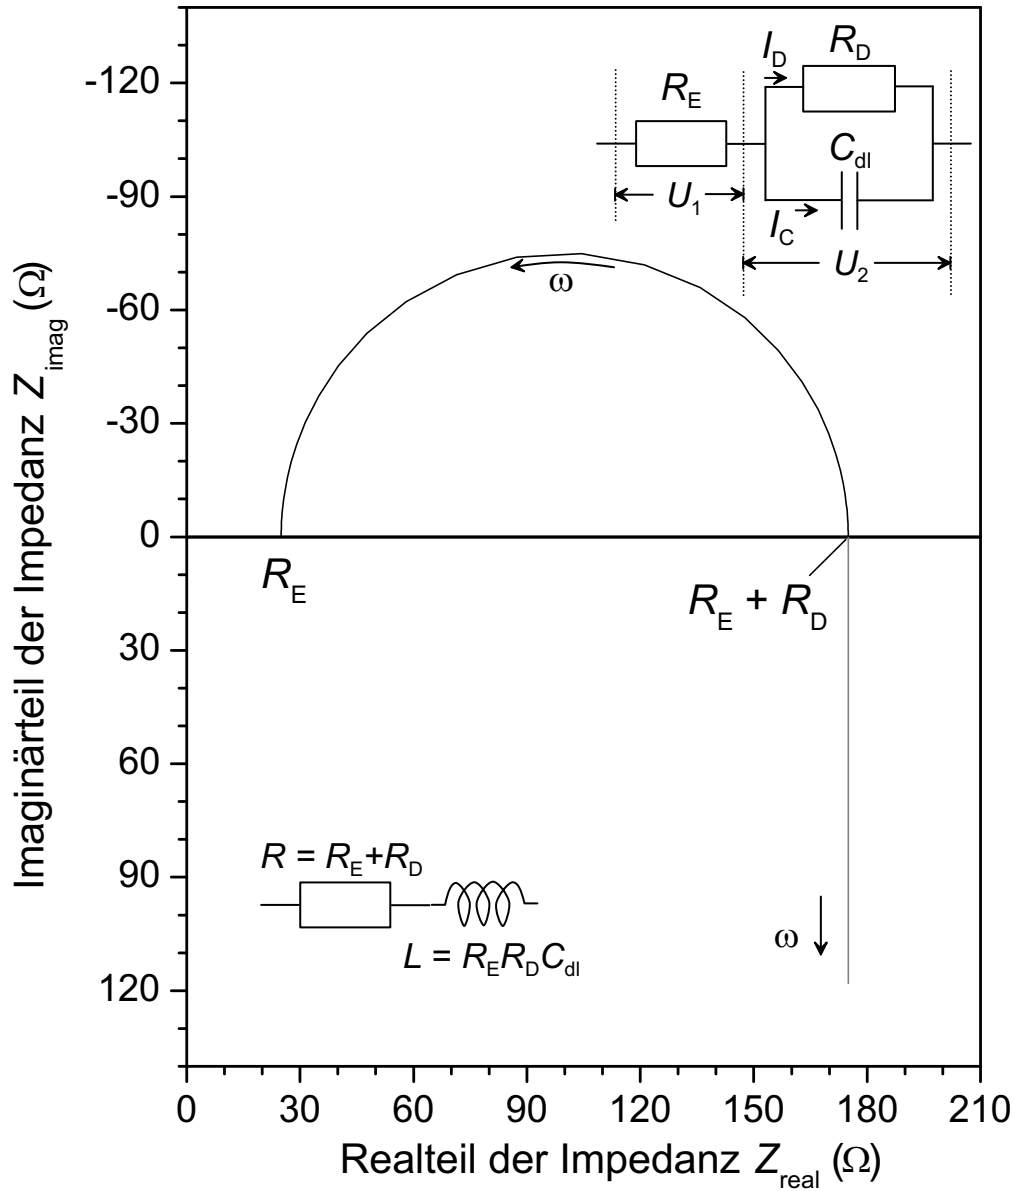 Imaginärteil der Impedanz Z_imag (Ω)
-120
-90
-60
-30
0
30
60
90
120
I_D
R_D
R_E
C_dl
U_1
I_C
U_2
ω
R_E
R_E + R_D
R = R_E+R_D
L = R_E R_D C_dl
ω
0
30
60
90
120
150
180
210
Realteil der Impedanz Z_real (Ω)